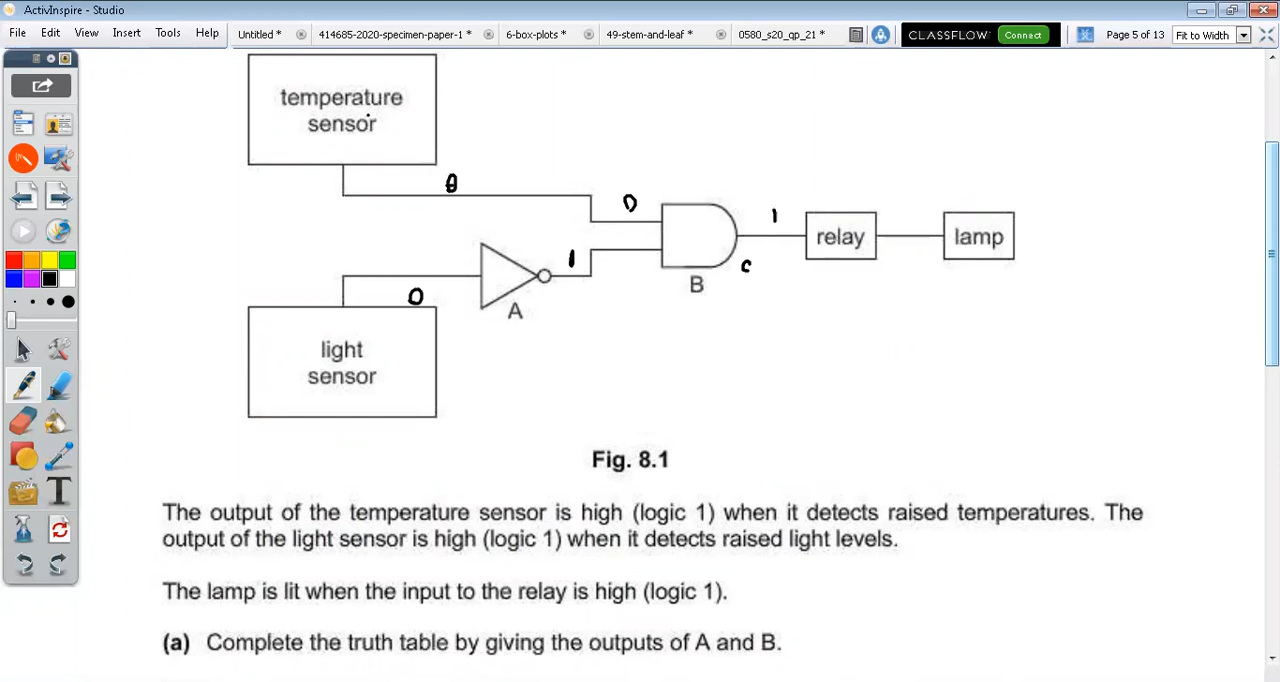 ActivInspire - Studio
File Edit View Insert Tools Help Untitled * 414685-2020-specimen-paper-1 * 6-box-plots * 49-stem-and-leaf * 0580_s20_qp_21 * CLASSFLOW Connect Page 5 of 13 Fit to Width
temperature
sensor
0
1
relay
lamp
1
B
0
A
light
sensor
Fig. 8.1
The output of the temperature sensor is high (logic 1) when it detects raised temperatures. The
output of the light sensor is high (logic 1) when it detects raised light levels.
The lamp is lit when the input to the relay is high (logic 1).
(a) Complete the truth table by giving the outputs of A and B.